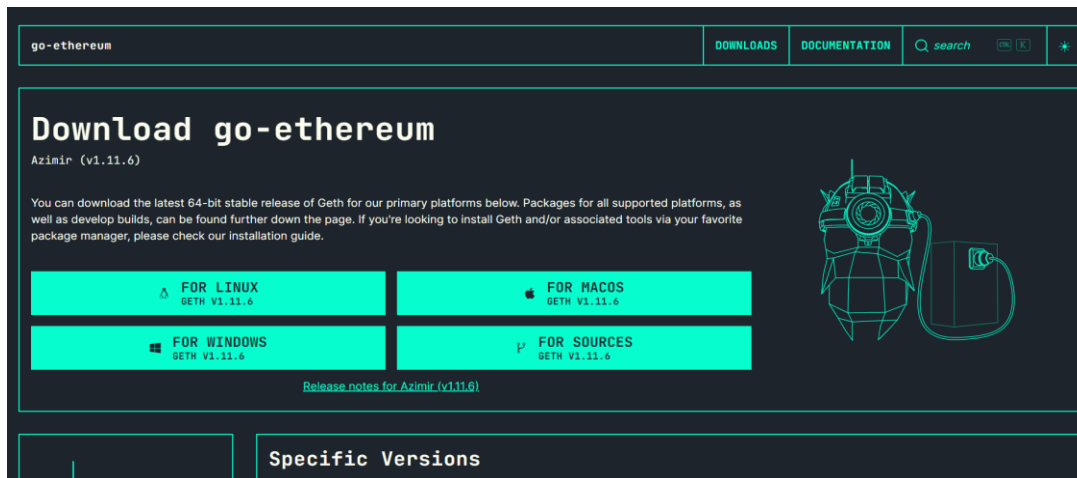 go-ethereum
DOWNLOADS
DOCUMENTATION
search
K
Download go-ethereum
Azimir (v1.11.6)
You can download the latest 64-bit stable release of Geth for our primary platforms below. Packages for all supported platforms, as
well as develop builds, can be found further down the page. If you're looking to install Geth and/or associated tools via your favorite
package manager, please check our installation guide.
FOR LINUX
GETH V1.11.6
FOR MACOS
GETH V1.11.6
FOR WINDOWS
GETH V1.11.6
FOR SOURCES
GETH V1.11.6
Release notes for Azimir (v1.11.6)
Specific Versions